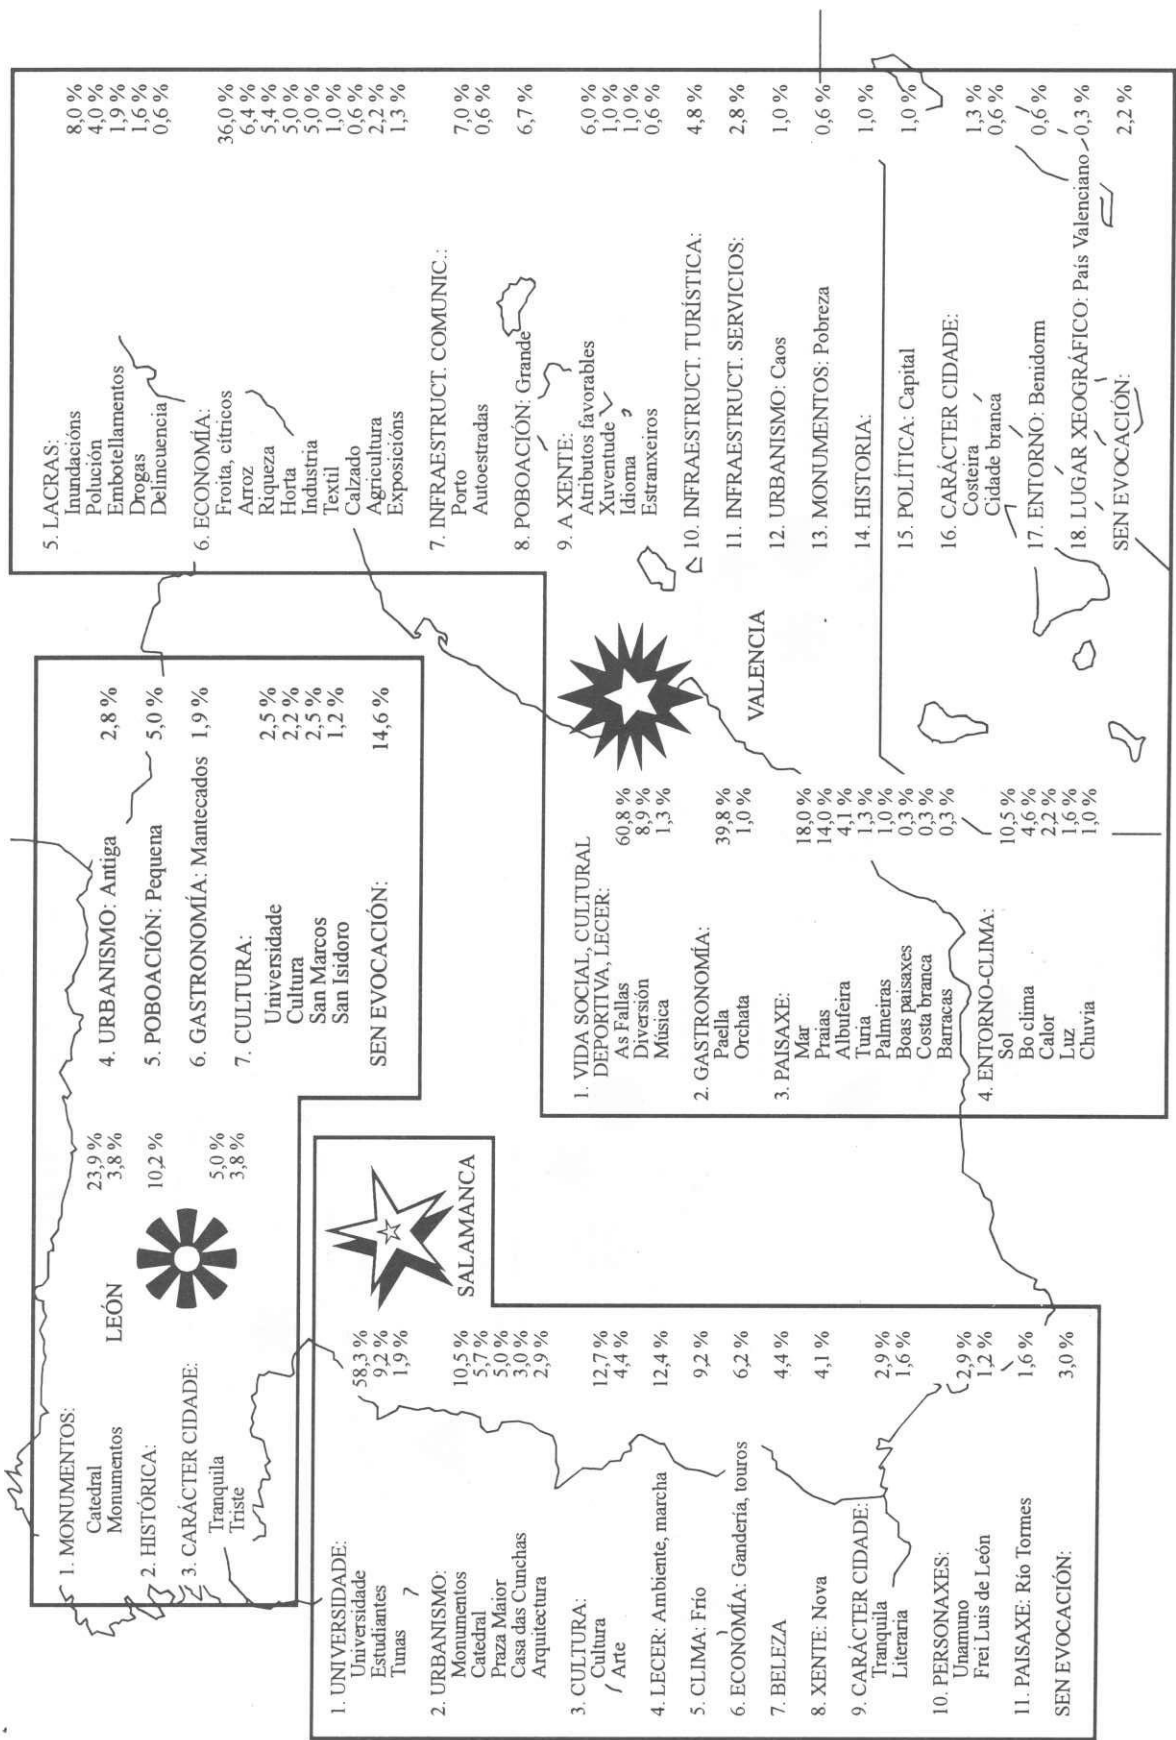 LEÓN
1. MONUMENTOS:
Catedral 23,9 %
Monumentos 3,8 %
2. HISTÓRICA: 10,2 %
3. CARÁCTER CIDADE:
Tranquila 5,0 %
Triste 3,8 %
4. URBANISMO: Antiga 2,8 %
5. POBOACIÓN: Pequena 5,0 %
6. GASTRONOMÍA: Mantecados 1,9 %
7. CULTURA:
Universidade 2,5 %
Cultura 2,2 %
San Marcos 2,5 %
San Isidoro 1,2 %
SEN EVOCACIÓN: 14,6 %
SALAMANCA
1. UNIVERSIDADE:
Universidade 58,3 %
Estudiantes 9,2 %
Tunas 1,9 %
2. URBANISMO:
Monumentos 10,5 %
Catedral 5,7 %
Praza Maior 5,0 %
Casa das Cunchas 3,0 %
Arquitectura 2,9 %
3. CULTURA:
Cultura 12,7 %
Arte 4,4 %
4. LECER: Ambiente, marcha 12,4 %
5. CLIMA: Frío 9,2 %
6. ECONOMÍA: Gandería, touros 6,2 %
7. BELEZA 4,4 %
8. XENTE: Nova 4,1 %
9. CARÁCTER CIDADE:
Tranquila 2,9 %
Literaria 1,6 %
10. PERSONAXES:
Unamuno 2,9 %
Frei Luis de León 1,2 %
11. PAISAXE: Río Tormes 1,6 %
SEN EVOCACIÓN: 3,0 %
VALENCIA
1. VIDA SOCIAL, CULTURAL
DEPORTIVA, LECER:
As Fallas 60,8 %
Diversión 8,9 %
Música 1,3 %
2. GASTRONOMÍA:
Paella 39,8 %
Orchata 1,0 %
3. PAISAXE:
Mar 18,0 %
Praias 14,0 %
Albufeira 4,1 %
Turia 1,3 %
Palmeiras 1,0 %
Boas paisaxes 0,3 %
Costa branca 0,3 %
Barracas 0,3 %
4. ENTORNO-CLIMA:
Sol 10,5 %
Bo clima 4,6 %
Calor 2,2 %
Luz 1,6 %
Chuvia 1,0 %
5. LACRAS:
Inundacións 8,0 %
Polución 4,0 %
Embotellamentos 1,9 %
Drogas 1,6 %
Delincuencia 0,6 %
6. ECONOMÍA:
Froita, cítricos 36,0 %
Arroz 6,4 %
Riqueza 5,4 %
Horta 5,0 %
Industria 5,0 %
Textil 1,0 %
Calzado 0,6 %
Agricultura 2,2 %
Exposicións 1,3 %
7. INFRAESTRUCT. COMUNIC.:
Porto 7,0 %
Autoestradas 0,6 %
8. POBOACIÓN: Grande 6,7 %
9. A XENTE:
Atributos favorables 6,0 %
Xuventude 1,0 %
Idioma 1,0 %
Estranxeiros 0,6 %
10. INFRAESTRUCT. TURÍSTICA: 4,8 %
11. INFRAESTRUCT. SERVICIOS: 2,8 %
12. URBANISMO: Caos 1,0 %
13. MONUMENTOS: Pobreza 0,6 %
14. HISTORIA: 1,0 %
15. POLÍTICA: Capital 1,0 %
16. CARÁCTER CIDADE:
Costeira 1,3 %
Cidade branca 0,6 %
17. ENTORNO: Benidorm 0,6 %
18. LUGAR XEOGRÁFICO: País Valenciano 0,3 %
SEN EVOCACIÓN: 2,2 %